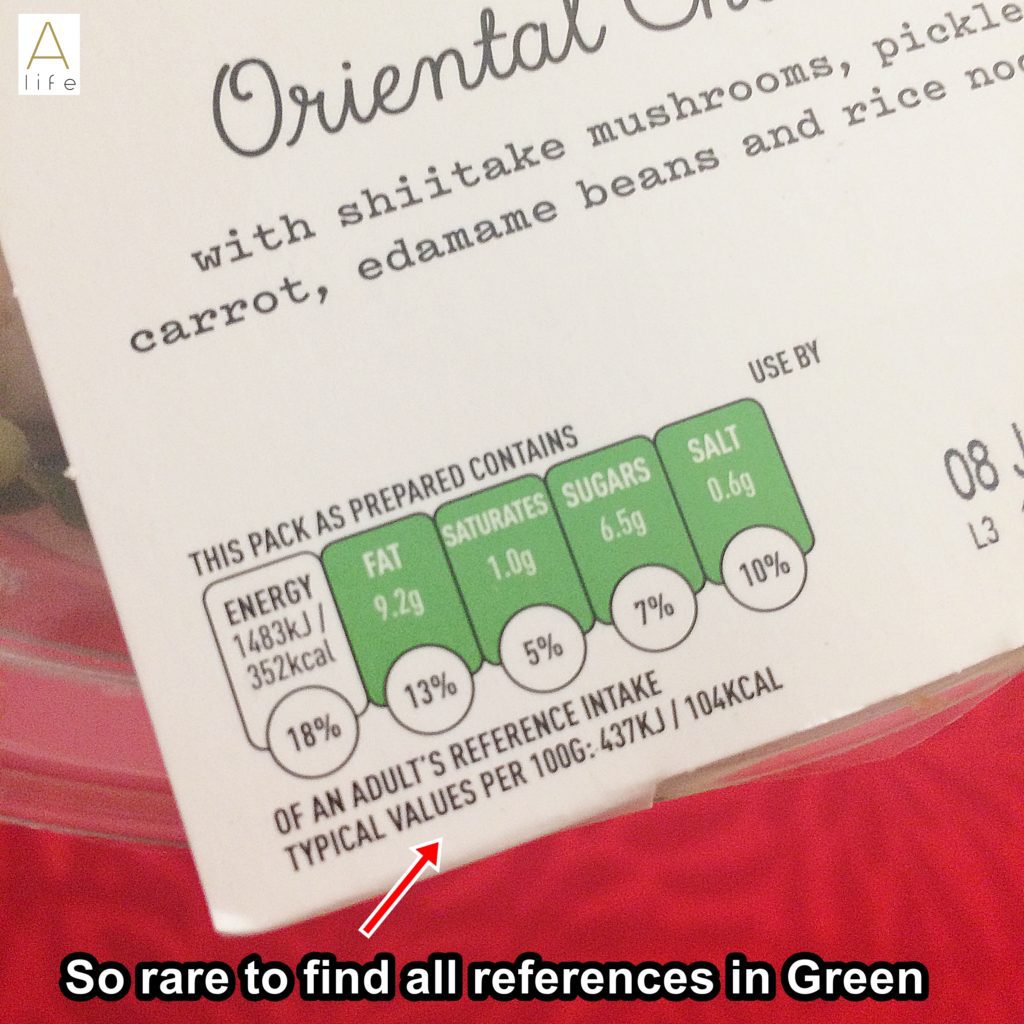 A
life
Oriental
with shiitake mushrooms, pickle
carrot, edamame beans and rice noo
USE BY
08
L3
THIS PACK AS PREPARED CONTAINS
ENERGY
1483kJ /
352kcal
18%
FAT
9.2g
13%
SATURATES
1.0g
5%
SUGARS
6.5g
7%
SALT
0.6g
10%
OF AN ADULT'S REFERENCE INTAKE
TYPICAL VALUES PER 100G: 437KJ / 104KCAL
So rare to find all references in Green